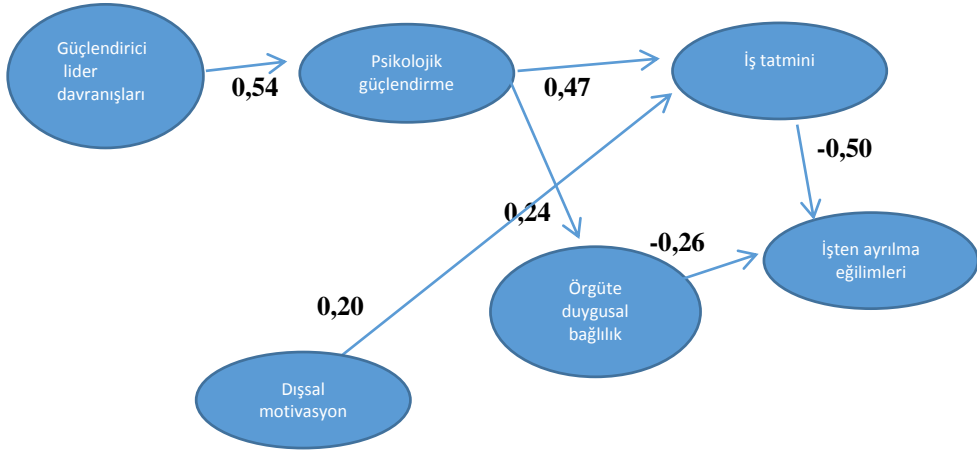 Güçlendirici
lider
davranışları
0,54
Psikolojik
güçlendirme
0,47
İş tatmini
-0,50
0,24
-0,26
İşten ayrılma
eğilimleri
Örgüte
duygusal
bağlılık
0,20
Dışsal
motivasyon